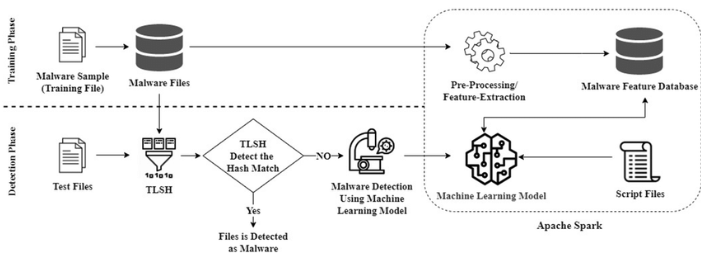 Training Phase
Malware Sample
(Training File)
Malware Files
Pre-Processing/
Feature-Extraction
Malware Feature Database
Detection Phase
Test Files
TLSH
TLSH
Detect the
Hash Match
NO
Malware Detection
Using Machine
Learning Model
Machine Learning Model
Script Files
Yes
Files is Detected
as Malware
Apache Spark